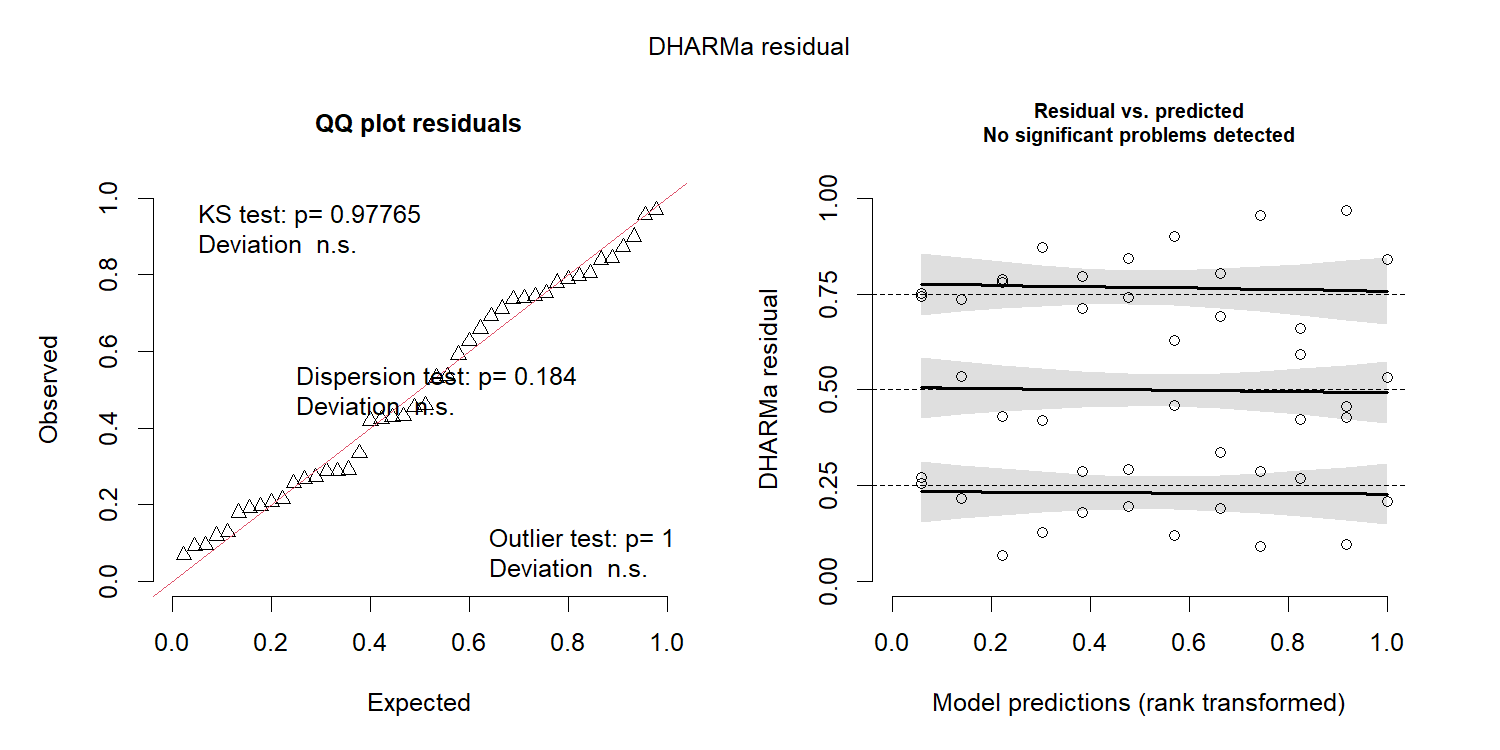 DHARMa residual
QQ plot residuals
KS test: p= 0.97765
Deviation  n.s.
Dispersion test: p= 0.184
Deviation  n.s.
Outlier test: p= 1
Deviation  n.s.
Observed
0.0 0.2 0.4 0.6 0.8 1.0
0.0 0.2 0.4 0.6 0.8 1.0
Expected
Residual vs. predicted
No significant problems detected
DHARMa residual
0.00 0.25 0.50 0.75 1.00
0.0 0.2 0.4 0.6 0.8 1.0
Model predictions (rank transformed)